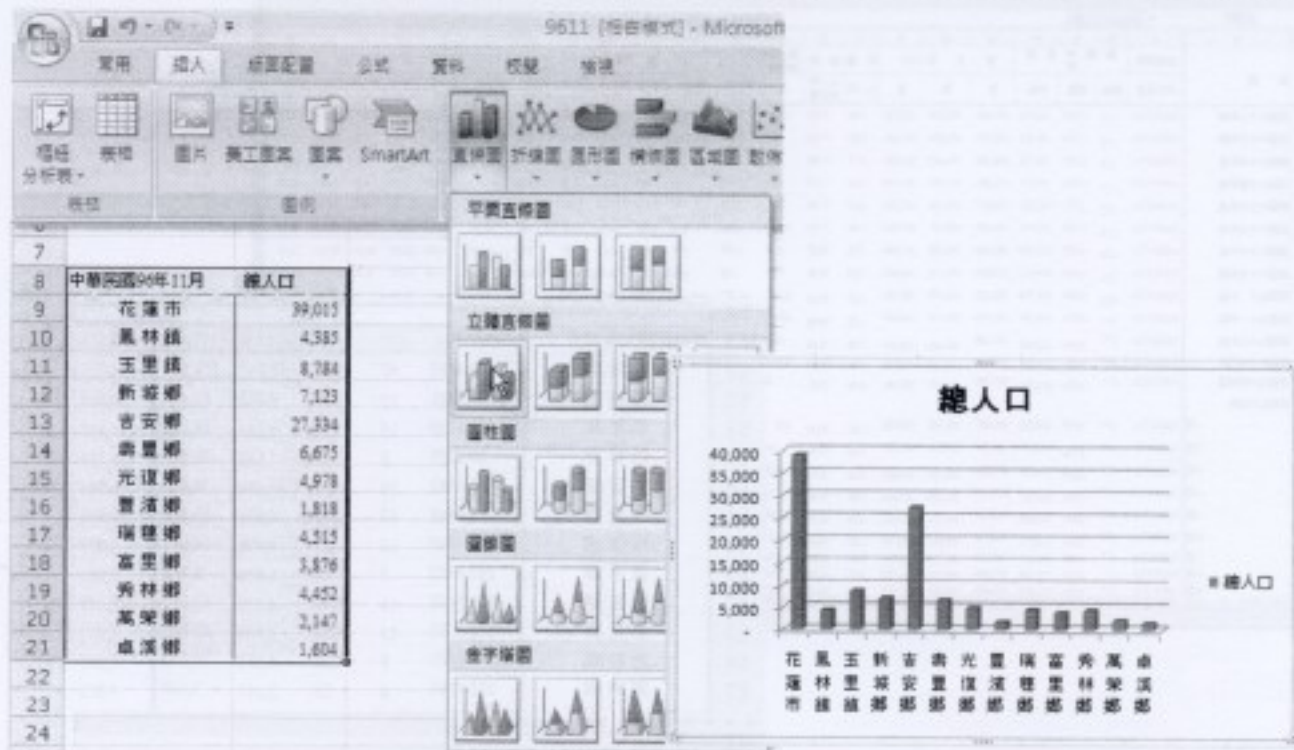 9611 [相容模式] - Microsoft
常用 插入 版面配置 公式 資料 校閱 檢視
樞紐分析表 表格 圖片 美工圖案 圖案 SmartArt 直條圖 折線圖 圓形圖 橫條圖 區域圖 散佈
表格 圖例
平面直條圖
立體直條圖
圓柱圖
圓錐圖
金字塔圖
7
8 中華民國96年11月 總人口
9 花蓮市 39,015
10 鳳林鎮 4,385
11 玉里鎮 8,784
12 新城鄉 7,123
13 吉安鄉 27,334
14 壽豐鄉 6,675
15 光復鄉 4,978
16 豐濱鄉 1,818
17 瑞穗鄉 4,515
18 富里鄉 3,876
19 秀林鄉 4,452
20 萬榮鄉 2,147
21 卓溪鄉 1,604
22
23
24
總人口
40,000
35,000
30,000
25,000
20,000
15,000
10,000
5,000
-
花蓮市 鳳林鎮 玉里鎮 新城鄉 吉安鄉 壽豐鄉 光復鄉 豐濱鄉 瑞穗鄉 富里鄉 秀林鄉 萬榮鄉 卓溪鄉
總人口